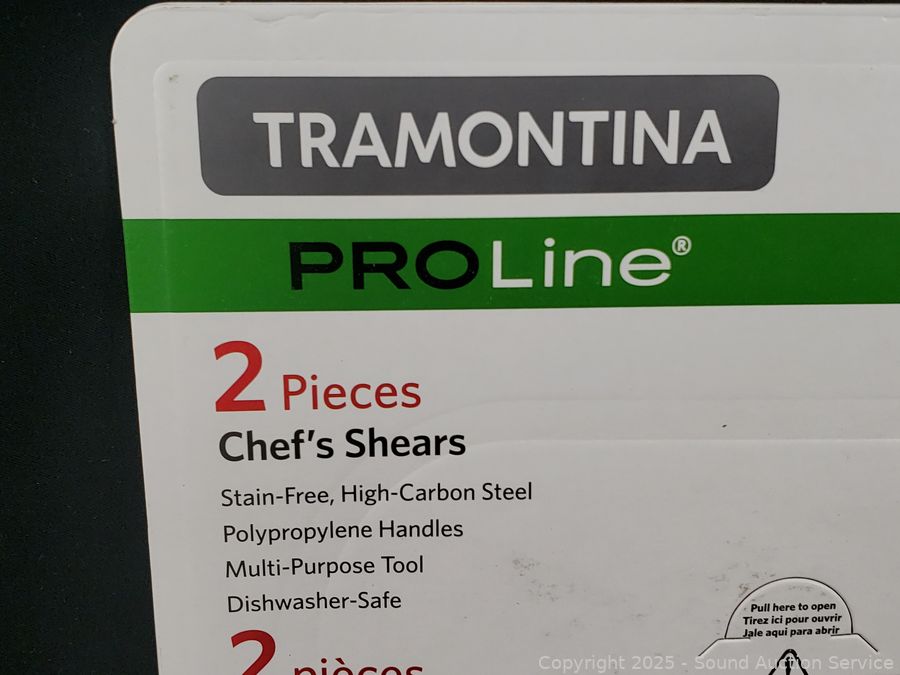 TRAMONTINA
PROLine®
2 Pieces
Chef's Shears
Stain-Free, High-Carbon Steel
Polypropylene Handles
Multi-Purpose Tool
Dishwasher-Safe
2 pièces
Pull here to open
Tirez ici pour ouvrir
Jale aqui para abrir
Copyright 2025 - Sound Auction Service